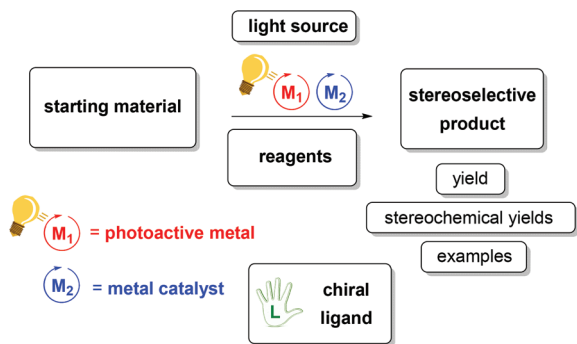 light source
starting material
M1 M2
stereoselective
product
reagents
yield
stereochemical yields
examples
M1 = photoactive metal
M2 = metal catalyst
L
chiral
ligand